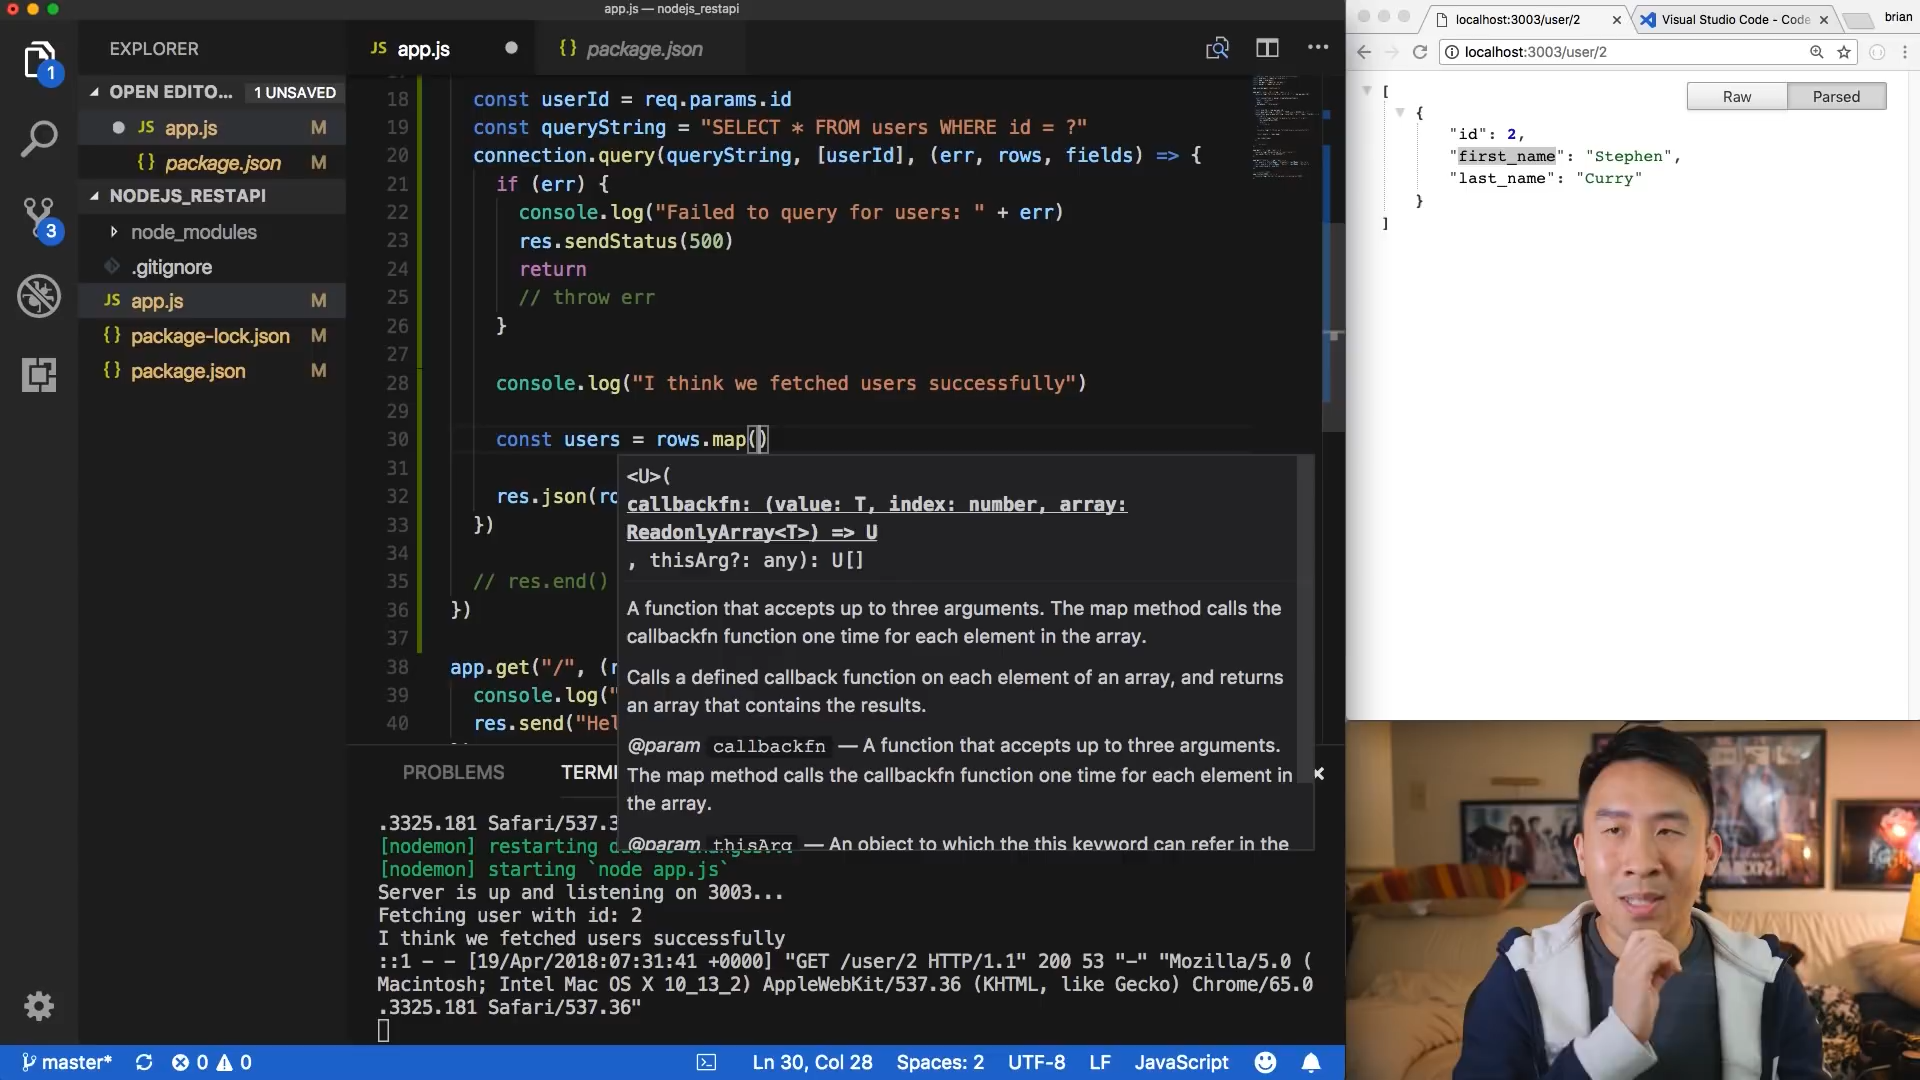 app.js — nodejs_restapi
EXPLORER
OPEN EDITO... 1 UNSAVED
JS app.js M
{} package.json M
NODEJS_RESTAPI
node_modules
.gitignore
JS app.js M
{} package-lock.json M
{} package.json M
1
3
JS app.js
{} package.json
18 const userId = req.params.id
19 const queryString = "SELECT * FROM users WHERE id = ?"
20 connection.query(queryString, [userId], (err, rows, fields) => {
21 if (err) {
22 console.log("Failed to query for users: " + err)
23 res.sendStatus(500)
24 return
25 // throw err
26 }
27
28 console.log("I think we fetched users successfully")
29
30 const users = rows.map()
31
32 res.json(ro
33 })
34
35 // res.end()
36 })
37
38 app.get("/", (r
39 console.log("
40 res.send("Hel
<U>(
callbackfn: (value: T, index: number, array:
ReadonlyArray<T>) => U
, thisArg?: any): U[]
A function that accepts up to three arguments. The map method calls the
callbackfn function one time for each element in the array.
Calls a defined callback function on each element of an array, and returns
an array that contains the results.
@param callbackfn — A function that accepts up to three arguments.
The map method calls the callbackfn function one time for each element in
the array.
@param thisArg — An object to which the this keyword can refer in the
PROBLEMS TERMI
.3325.181 Safari/537.3
[nodemon] restarting du
[nodemon] starting `node app.js`
Server is up and listening on 3003...
Fetching user with id: 2
I think we fetched users successfully
::1 - - [19/Apr/2018:07:31:41 +0000] "GET /user/2 HTTP/1.1" 200 53 "-" "Mozilla/5.0 (
Macintosh; Intel Mac OS X 10_13_2) AppleWebKit/537.36 (KHTML, like Gecko) Chrome/65.0
.3325.181 Safari/537.36"
master* 0 0 Ln 30, Col 28 Spaces: 2 UTF-8 LF JavaScript
localhost:3003/user/2
Visual Studio Code - Code
brian
localhost:3003/user/2
Raw Parsed
[
{
"id": 2,
"first_name": "Stephen",
"last_name": "Curry"
}
]